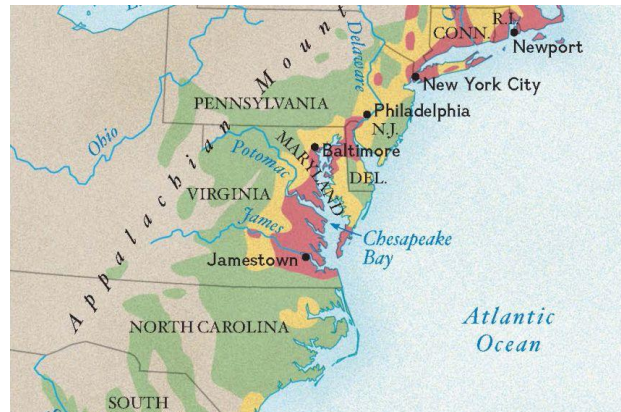 R.I.
CONN.
Newport
Delaware
New York City
PENNSYLVANIA
Philadelphia
N.J.
Ohio
Appalachian Mount
Potomac
MARYLAND
Baltimore
DEL.
VIRGINIA
James
Chesapeake
Bay
Jamestown
NORTH CAROLINA
Atlantic
Ocean
SOUTH